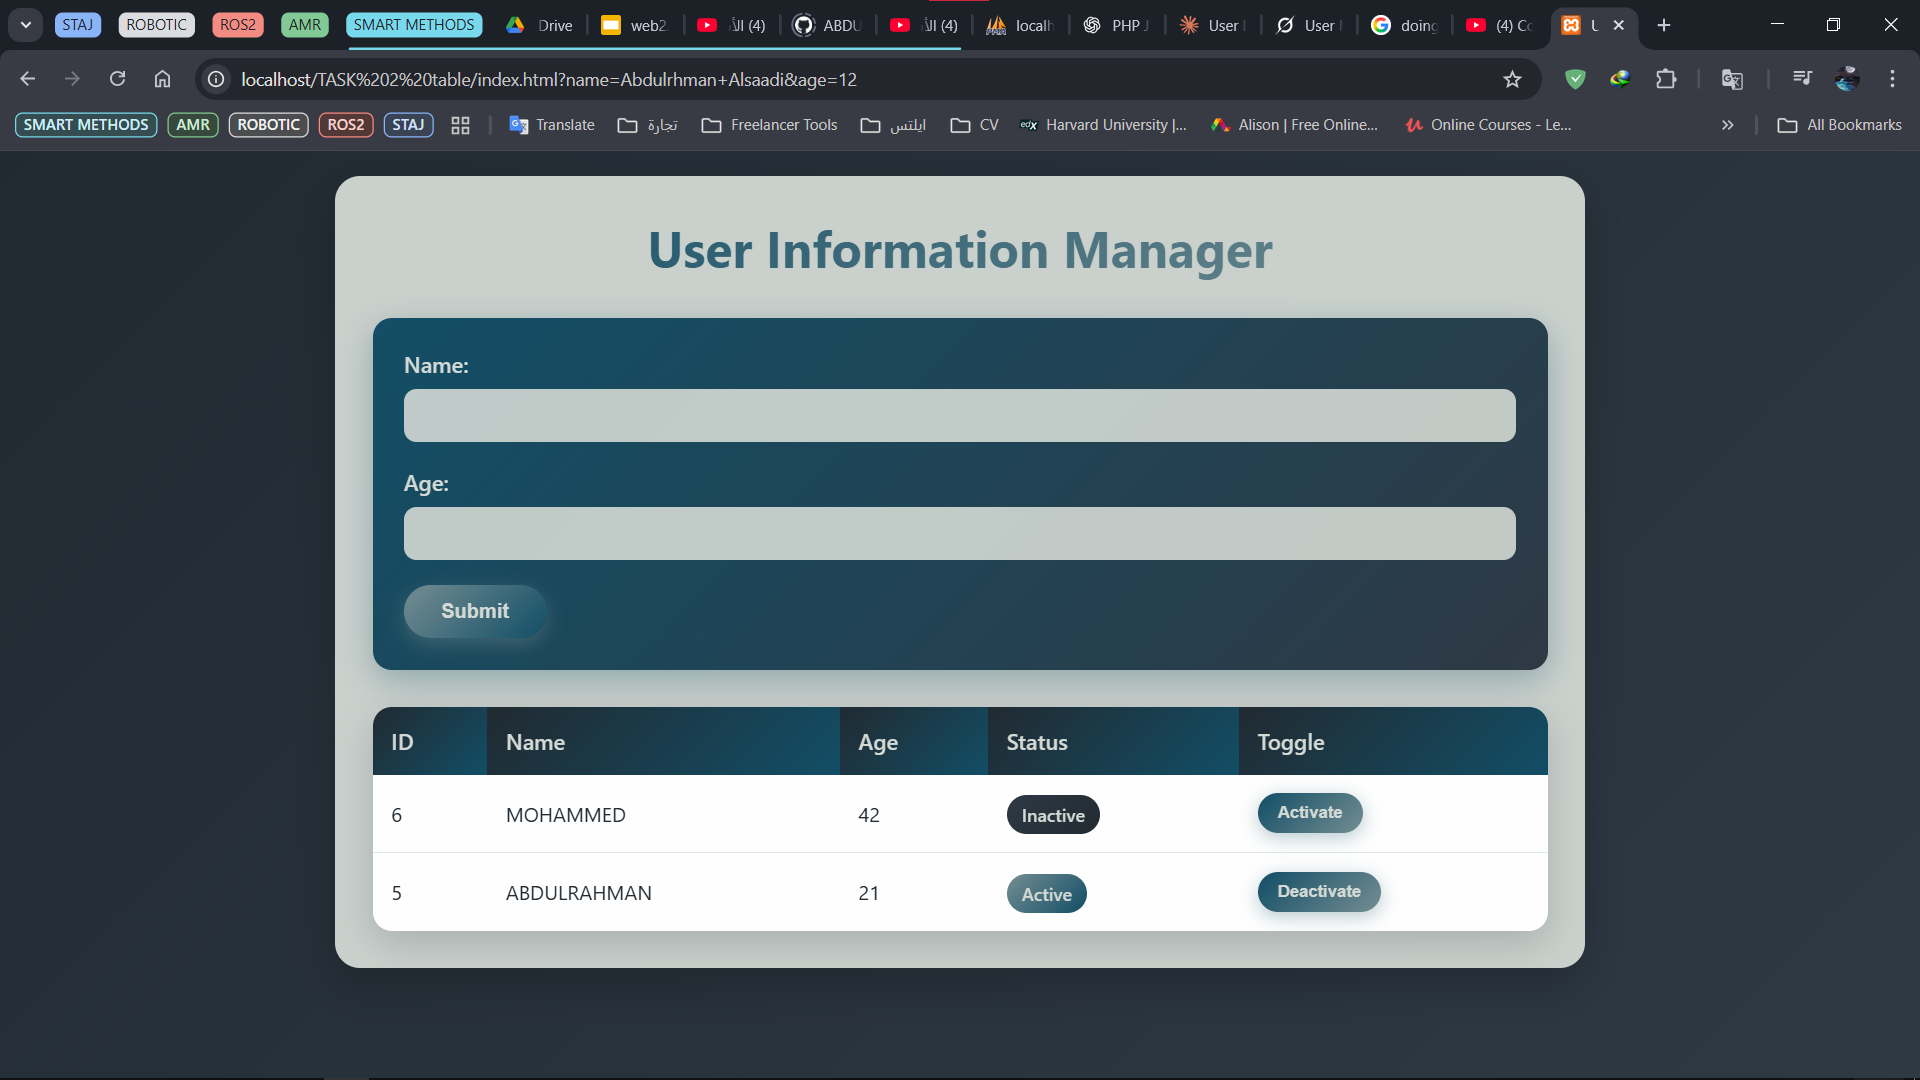 STAJ ROBOTIC ROS2 AMR SMART METHODS Drive web2 (4) ABDU (4) localh PHP J User User doing (4) Co
localhost/TASK%202%20table/index.html?name=Abdulrhman+Alsaadi&age=12
SMART METHODS AMR ROBOTIC ROS2 STAJ Translate تجارة Freelancer Tools ايلتس CV edX Harvard University |... Alison | Free Online... Online Courses - Le... All Bookmarks
User Information Manager
Name:
Age:
Submit
ID Name Age Status Toggle
6 MOHAMMED 42 Inactive Activate
5 ABDULRAHMAN 21 Active Deactivate